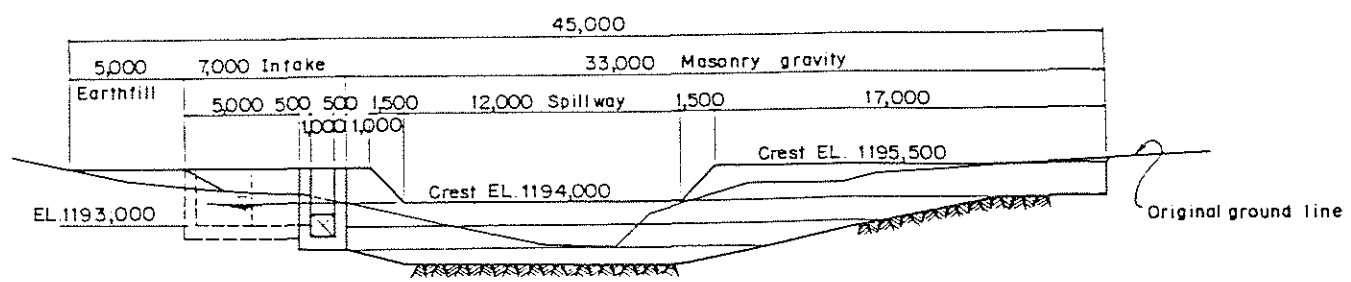 45,000
5,000 7,000 Intake 33,000 Masonry gravity
Earthfill
5,000 500 500 1,500 12,000 Spillway 1,500 17,000
1,000 1,000
Crest EL. 1195,500
Crest EL. 1194,000
EL.1193,000
Original ground line